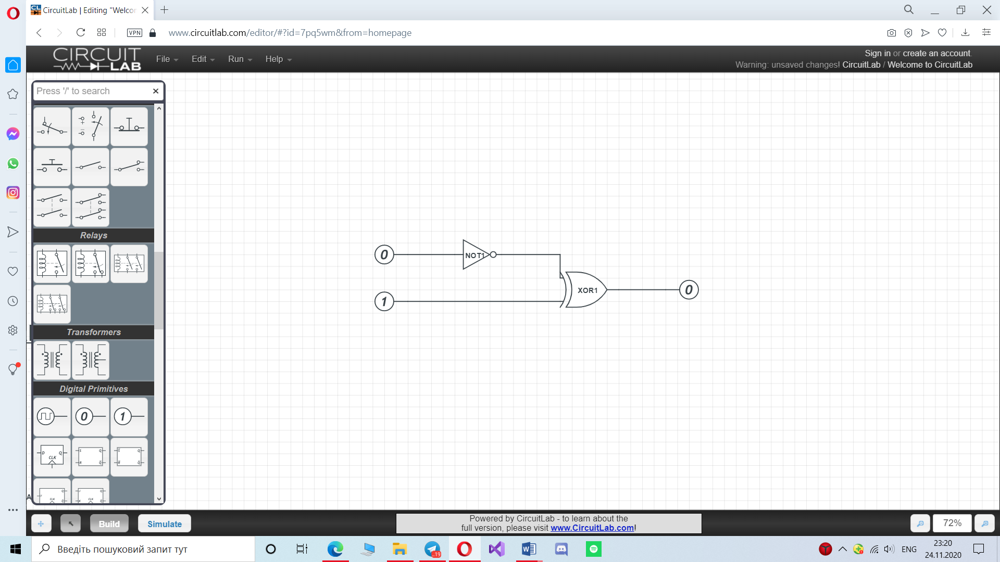 CircuitLab | Editing "Welcor
VPN
www.circuitlab.com/editor/#?id=7pq5wm&from=homepage
CIRCUIT
LAB
File
Edit
Run
Help
Sign in or create an account.
Warning: unsaved changes! CircuitLab / Welcome to CircuitLab
Press '/' to search
Relays
Transformers
Digital Primitives
0
1
D Q
CLK
S Q
R Q̅
S̅ Q
R̅ Q̅
T Q
CLK Q̅
J Q
K CLK Q̅
A
0
NOT1
1
XOR1
0
Build
Simulate
Powered by CircuitLab - to learn about the
full version, please visit www.CircuitLab.com!
72%
Введіть пошуковий запит тут
..19
ENG
23:20
24.11.2020